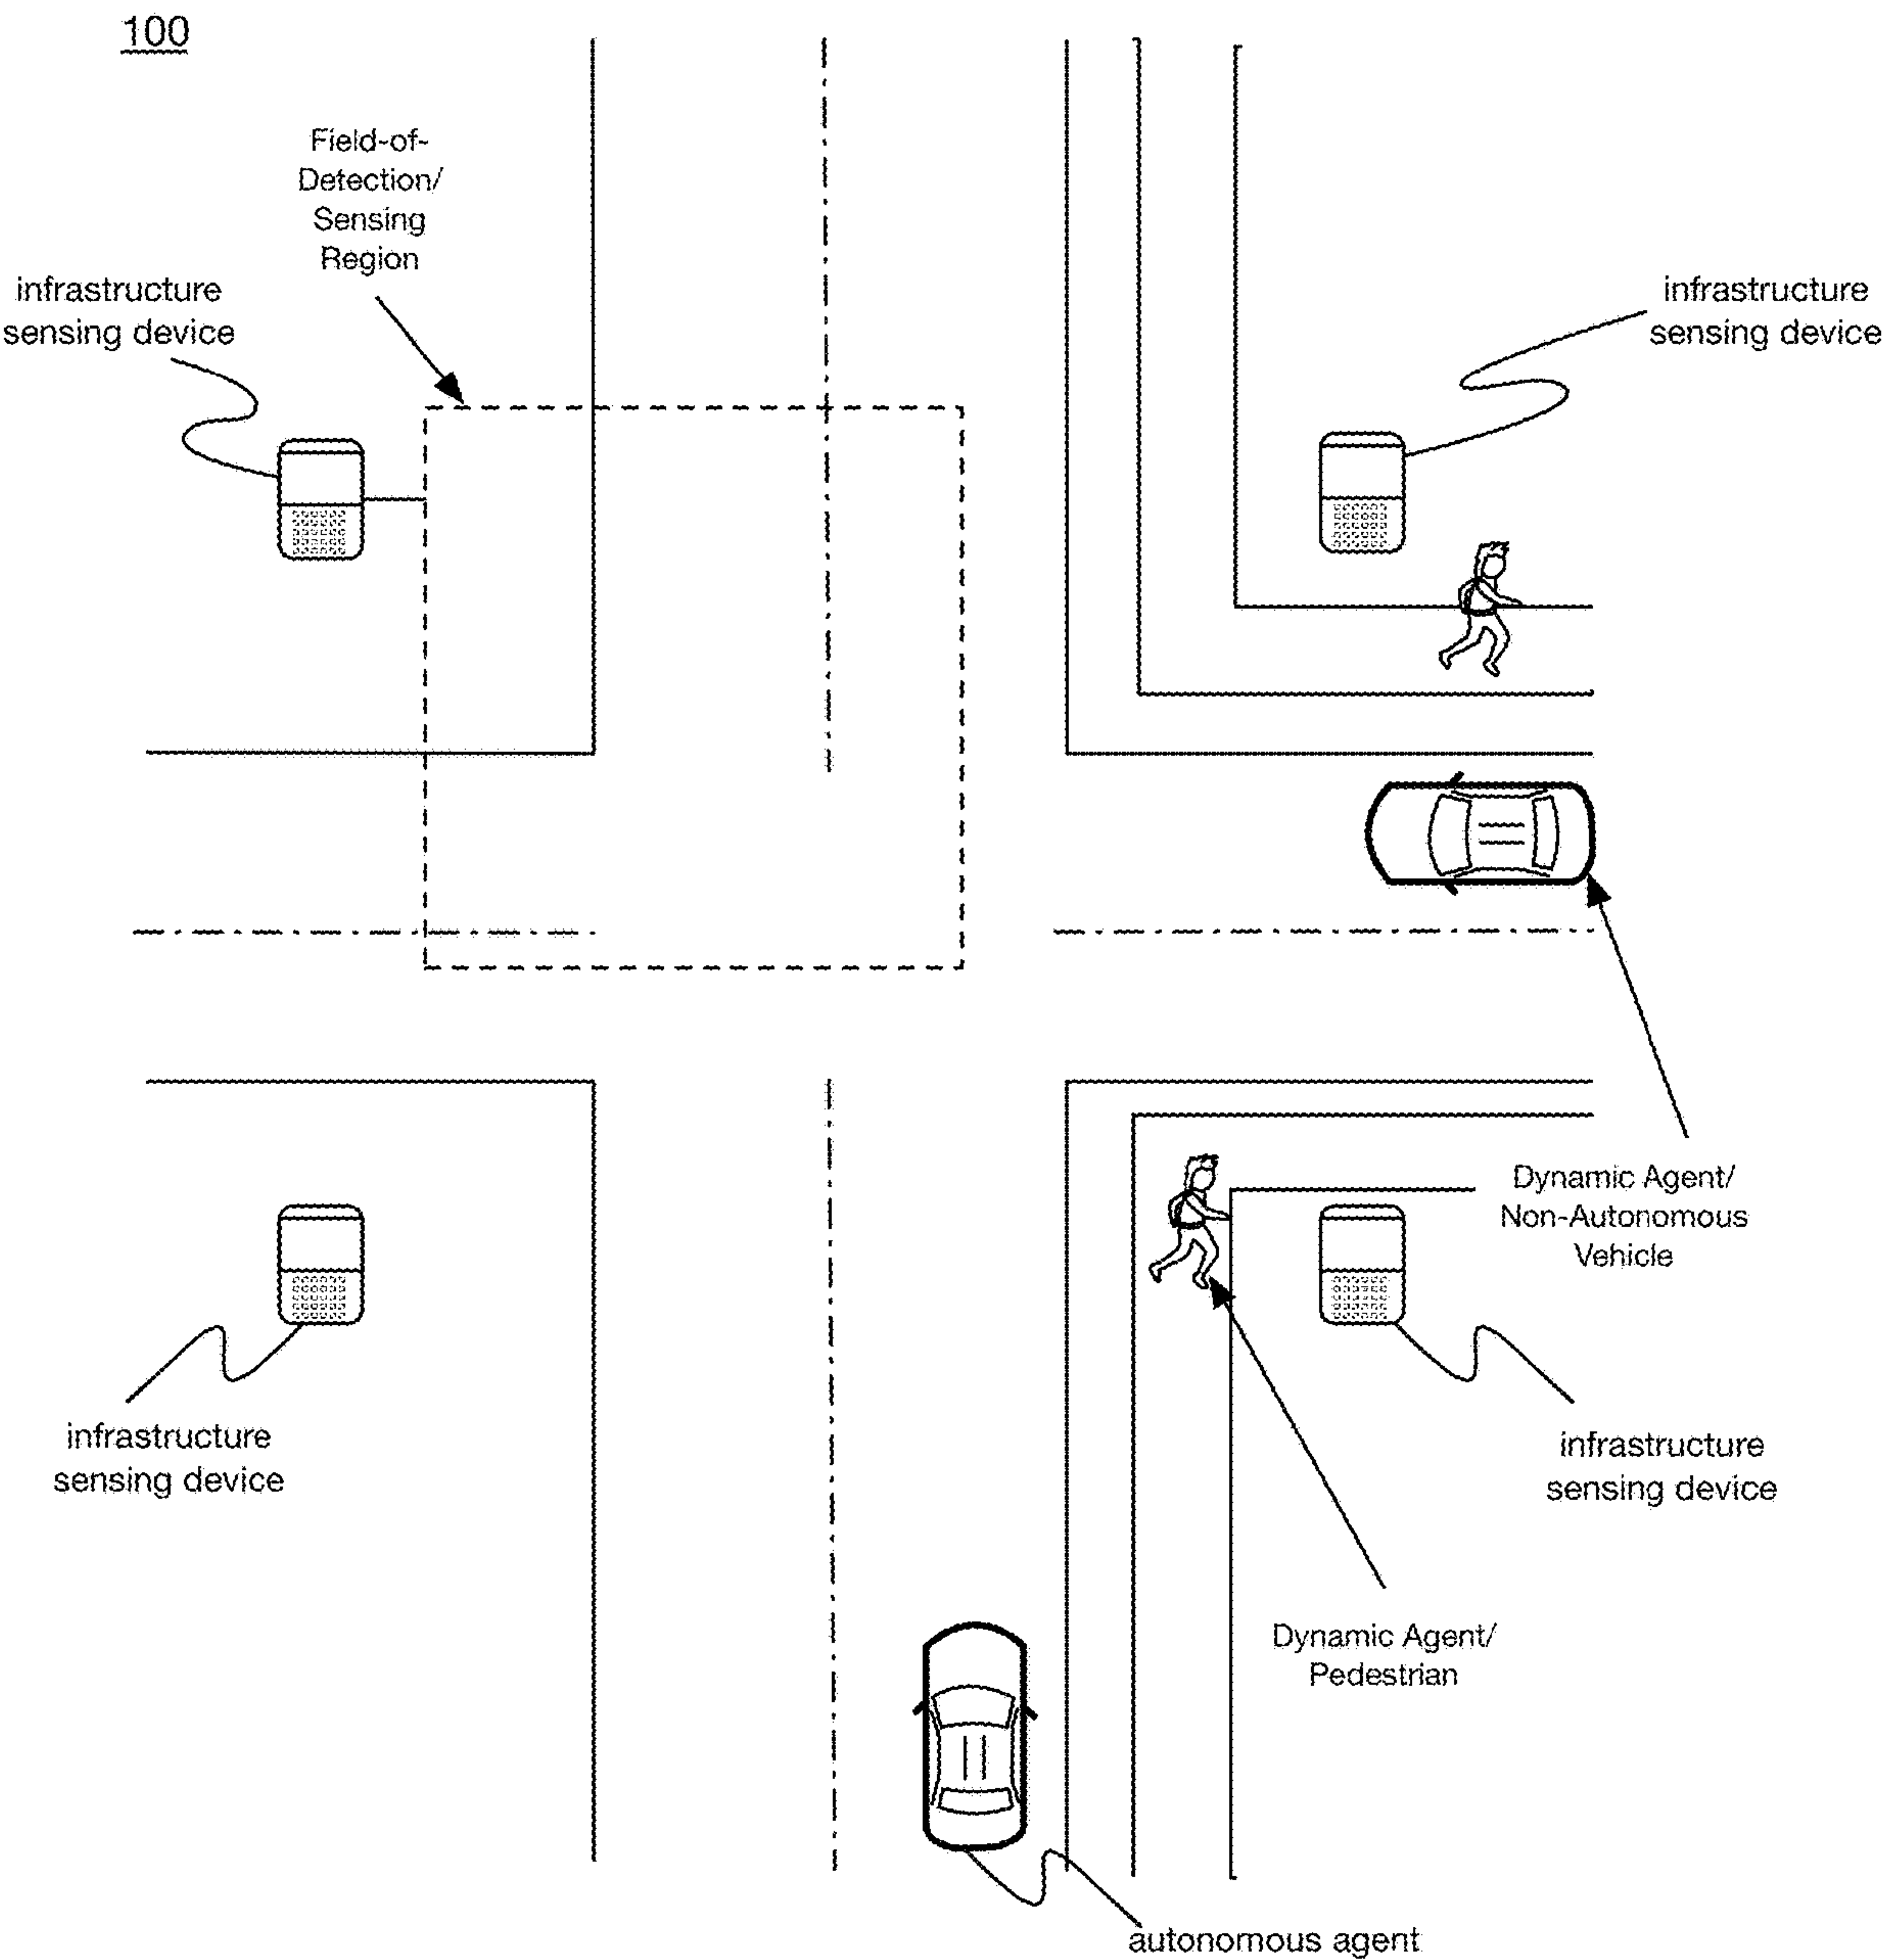 100
Field-of-
Detection/
Sensing
Region
infrastructure
sensing device
infrastructure
sensing device
Dynamic Agent/
Non-Autonomous
Vehicle
infrastructure
sensing device
infrastructure
sensing device
Dynamic Agent/
Pedestrian
autonomous agent